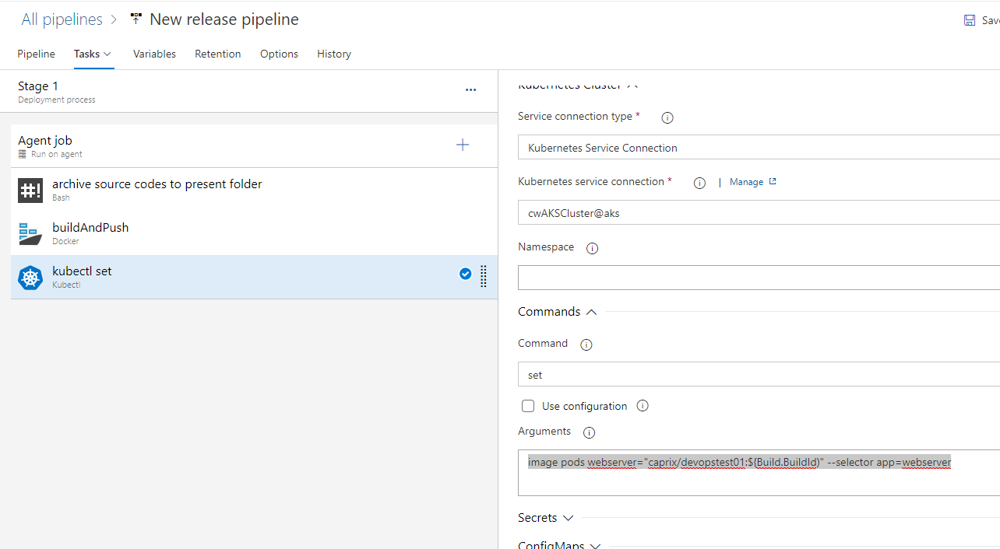 All pipelines > New release pipeline
Save
Pipeline Tasks Variables Retention Options History
Stage 1
Deployment process
...
Agent job
Run on agent
archive source codes to present folder
Bash
buildAndPush
Docker
kubectl set
Kubectl
Kubernetes Cluster
Service connection type *
Kubernetes Service Connection
Kubernetes service connection * | Manage
cwAKSCluster@aks
Namespace
Commands
Command
set
Use configuration
Arguments
image pods webserver="caprix/devopstest01:${Build.BuildId)" --selector app=webserver
Secrets
ConfigMaps